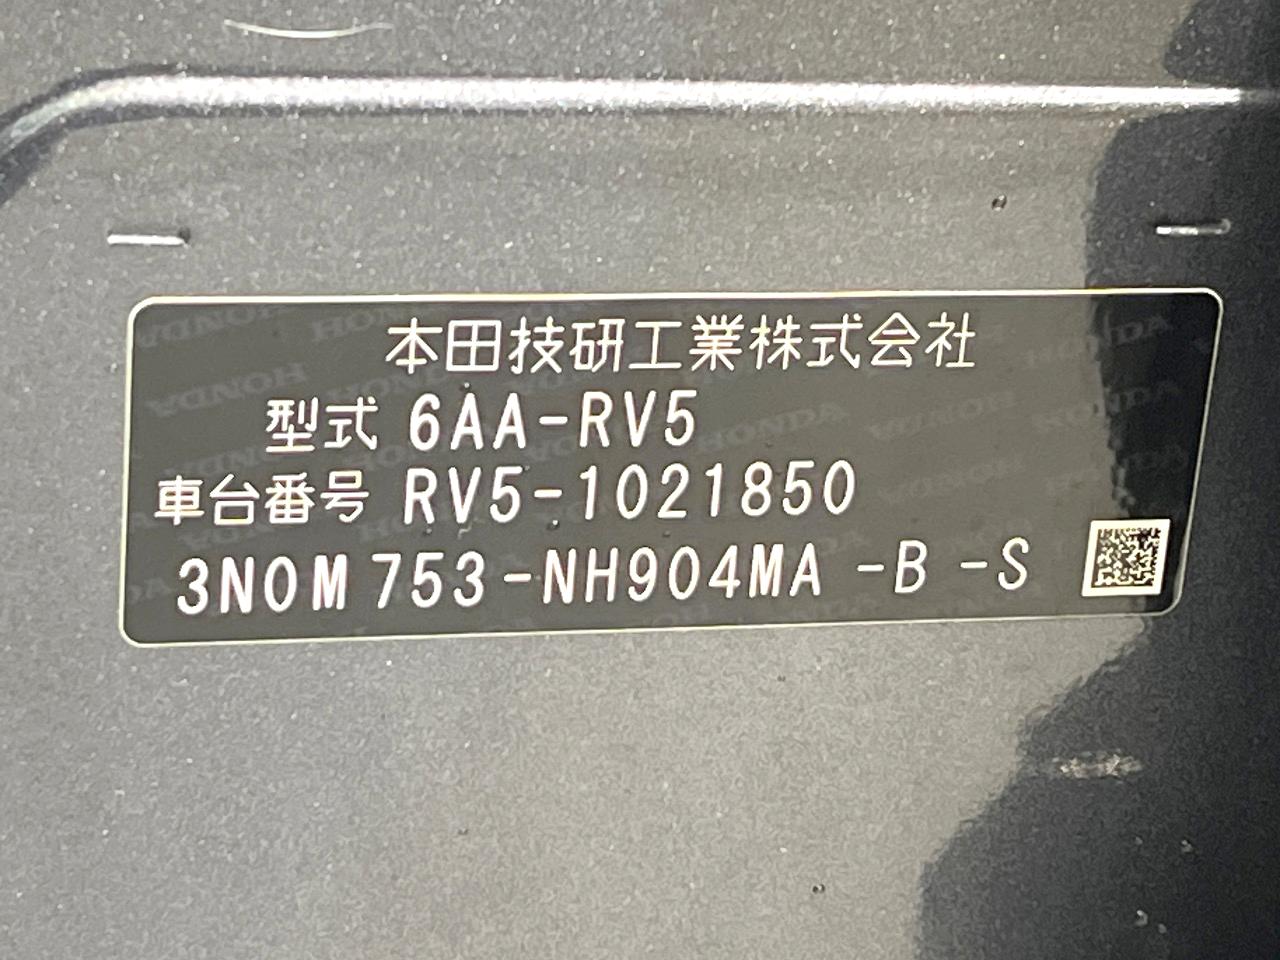 本田技研工業株式会社
型式 6AA-RV5
車台番号 RV5-1021850
3N0M 753-NH904MA -B -S